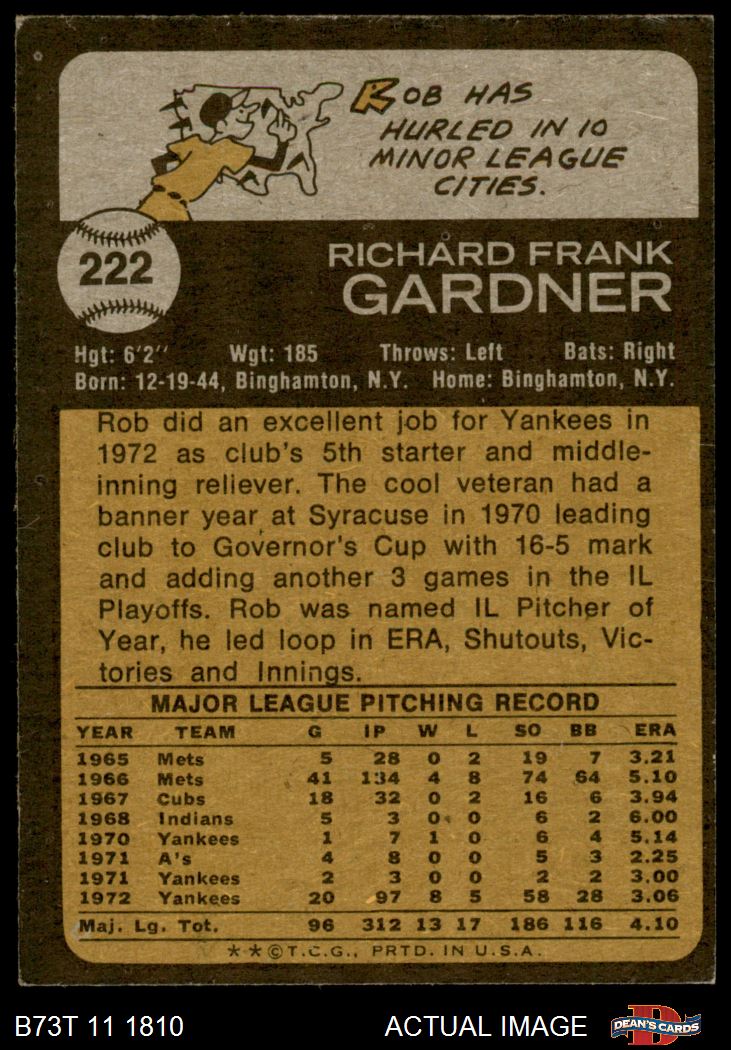 ROB HAS
HURLED IN 10
MINOR LEAGUE
CITIES.
222
RICHARD FRANK
GARDNER
Hgt: 6'2" Wgt: 185 Throws: Left Bats: Right
Born: 12-19-44, Binghamton, N.Y. Home: Binghamton, N.Y.
Rob did an excellent job for Yankees in
1972 as club's 5th starter and middle-
inning reliever. The cool veteran had a
banner year at Syracuse in 1970 leading
club to Governor's Cup with 16-5 mark
and adding another 3 games in the IL
Playoffs. Rob was named IL Pitcher of
Year, he led loop in ERA, Shutouts, Vic-
tories and Innings.
MAJOR LEAGUE PITCHING RECORD
YEAR TEAM G IP W L SO BB ERA
1965 Mets 5 28 0 2 19 7 3.21
1966 Mets 41 134 4 8 74 64 5.10
1967 Cubs 18 32 0 2 16 6 3.94
1968 Indians 5 3 0 0 6 2 6.00
1970 Yankees 1 7 1 0 6 4 5.14
1971 A's 4 8 0 0 5 3 2.25
1971 Yankees 2 3 0 0 2 2 3.00
1972 Yankees 20 97 8 5 58 28 3.06
Maj. Lg. Tot. 96 312 13 17 186 116 4.10
**©T.C.G., PRTD. IN U.S.A.
B73T 11 1810 ACTUAL IMAGE DEAN'S CARDS